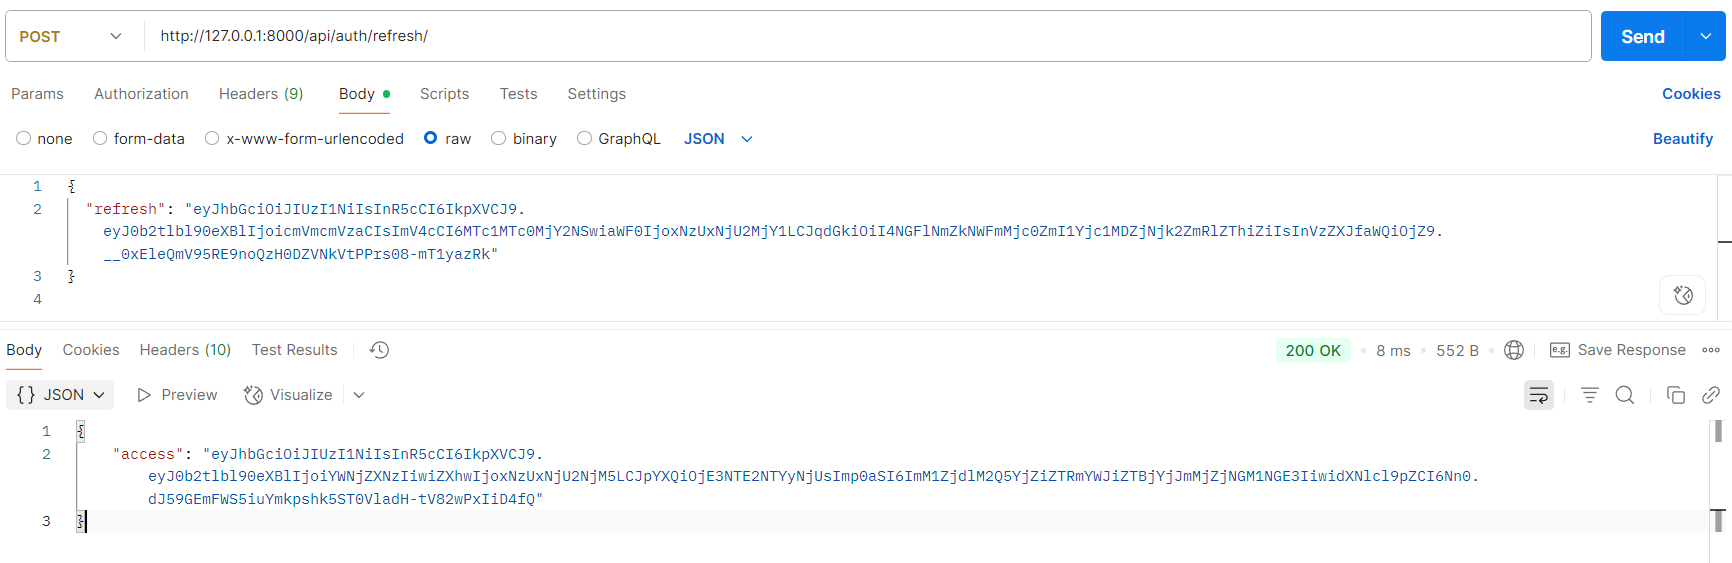 POST http://127.0.0.1:8000/api/auth/refresh/ Send
Params Authorization Headers (9) Body Scripts Tests Settings Cookies
none form-data x-www-form-urlencoded raw binary GraphQL JSON Beautify
1 {
2 "refresh": "eyJhbGciOiJIUzI1NiIsInR5cCI6IkpXVCJ9.
eyJ0b2tlbl90eXBlIjoicmVmcmVzaCIsImV4cCI6MTc1MTc0MjY2NSwiaWF0IjoxNzUxNjU2MjY1LCJqdGkiOiI4NGFlNmZkNWFmMjc0ZmI1Yjc1MDZjNjk2ZmRlZThiZiIsInVzZXJfaWQiOjZ9.
__0xEleQmV95RE9noQzH0DZVNkVtPPrs08-mT1yazRk"
3 }
4
Body Cookies Headers (10) Test Results 200 OK 8 ms 552 B e.g. Save Response
{} JSON Preview Visualize
1 {
2 "access": "eyJhbGciOiJIUzI1NiIsInR5cCI6IkpXVCJ9.
eyJ0b2tlbl90eXBlIjoiYWNjZXNzIiwiZXhwIjoxNzUxNjU2NjM5LCJpYXQiOjE3NTE2NTYyNjUsImp0aSI6ImM1ZjdlM2Q5YjZiZTRmYWJiZTBjYjJmMjZjNGM1NGE3IiwidXNlcl9pZCI6Nn0.
dJ59GEmFWS5iuYmkpshk5ST0VladH-tV82wPxIiD4fQ"
3 }